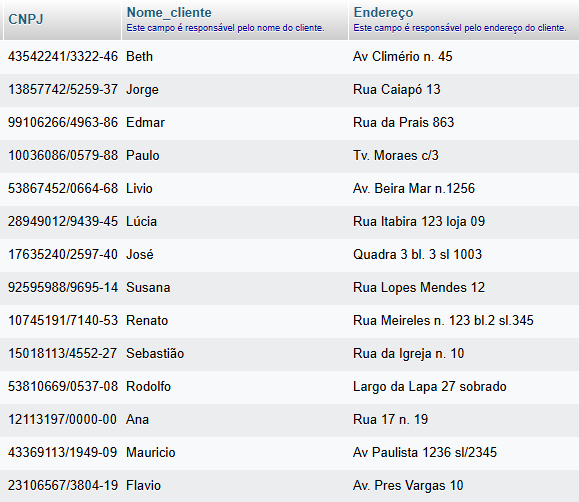 CNPJ Nome_cliente Endereço
Este campo é responsável pelo nome do cliente. Este campo é responsável pelo endereço do cliente.
43542241/3322-46 Beth Av Climério n. 45
13857742/5259-37 Jorge Rua Caiapó 13
99106266/4963-86 Edmar Rua da Prais 863
10036086/0579-88 Paulo Tv. Moraes c/3
53867452/0664-68 Livio Av. Beira Mar n.1256
28949012/9439-45 Lúcia Rua Itabira 123 loja 09
17635240/2597-40 José Quadra 3 bl. 3 sl 1003
92595988/9695-14 Susana Rua Lopes Mendes 12
10745191/7140-53 Renato Rua Meireles n. 123 bl.2 sl.345
15018113/4552-27 Sebastião Rua da Igreja n. 10
53810669/0537-08 Rodolfo Largo da Lapa 27 sobrado
12113197/0000-00 Ana Rua 17 n. 19
43369113/1949-09 Mauricio Av Paulista 1236 sl/2345
23106567/3804-19 Flavio Av. Pres Vargas 10